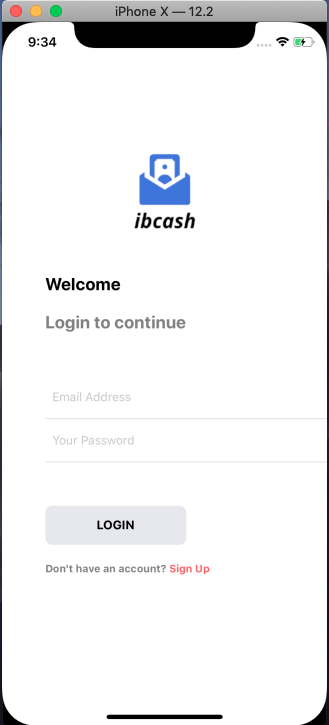 iPhone X — 12.2
9:34
ibcash
Welcome
Login to continue
Email Address
Your Password
LOGIN
Don't have an account? Sign Up